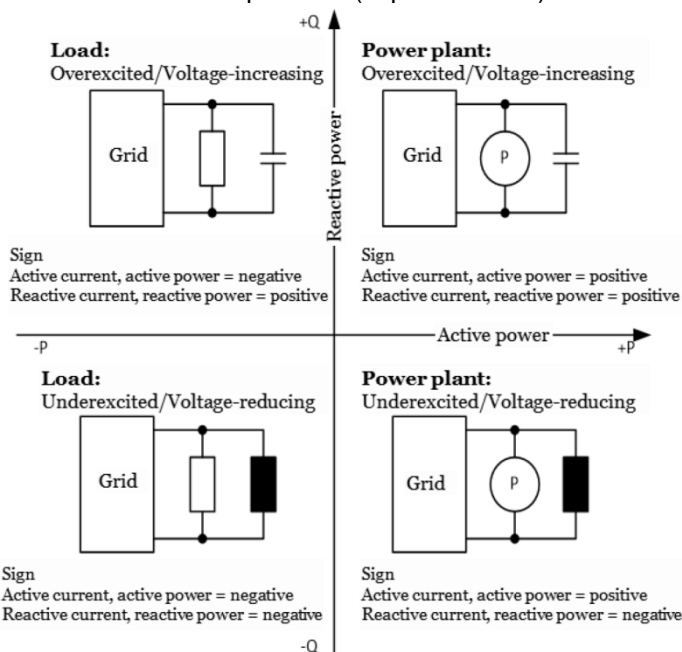 +Q
Load:
Overexcited/Voltage-increasing
Grid
Sign
Active current, active power = negative
Reactive current, reactive power = positive
Reactive power
Power plant:
Overexcited/Voltage-increasing
Grid
P
Sign
Active current, active power = positive
Reactive current, reactive power = positive
-P
Active power
+P
Load:
Underexcited/Voltage-reducing
Grid
Sign
Active current, active power = negative
Reactive current, reactive power = negative
Power plant:
Underexcited/Voltage-reducing
Grid
P
Sign
Active current, active power = positive
Reactive current, reactive power = negative
-Q